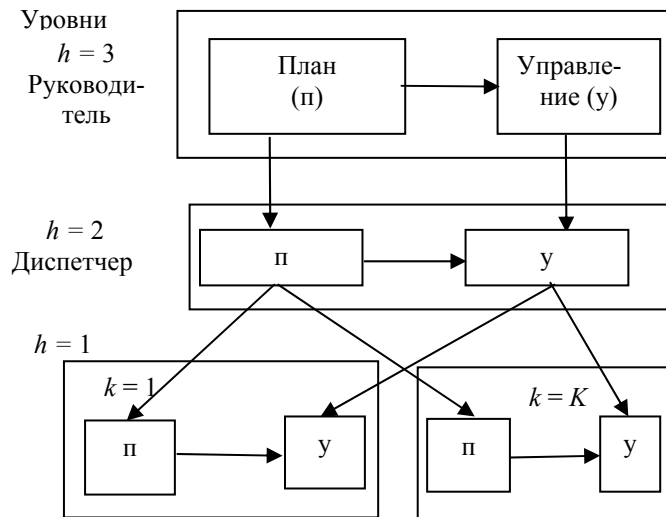 Уровни
h = 3
Руководи-
тель
План
(п)
Управле-
ние (у)
h = 2
Диспетчер
п
у
h = 1
k = 1
п
у
k = K
п
у